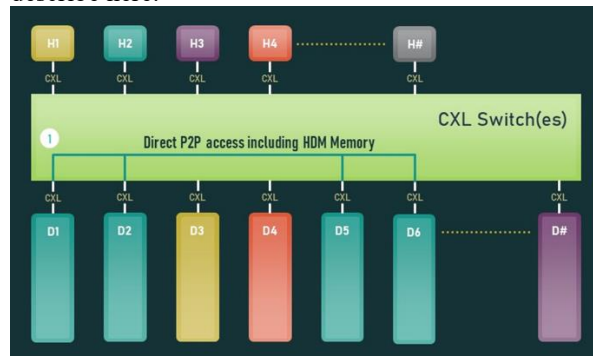 H1 H2 H3 H4 H#
CXL CXL CXL CXL CXL
CXL Switch(es)
1
Direct P2P access including HDM Memory
CXL CXL CXL CXL CXL CXL CXL
D1 D2 D3 D4 D5 D6 D#